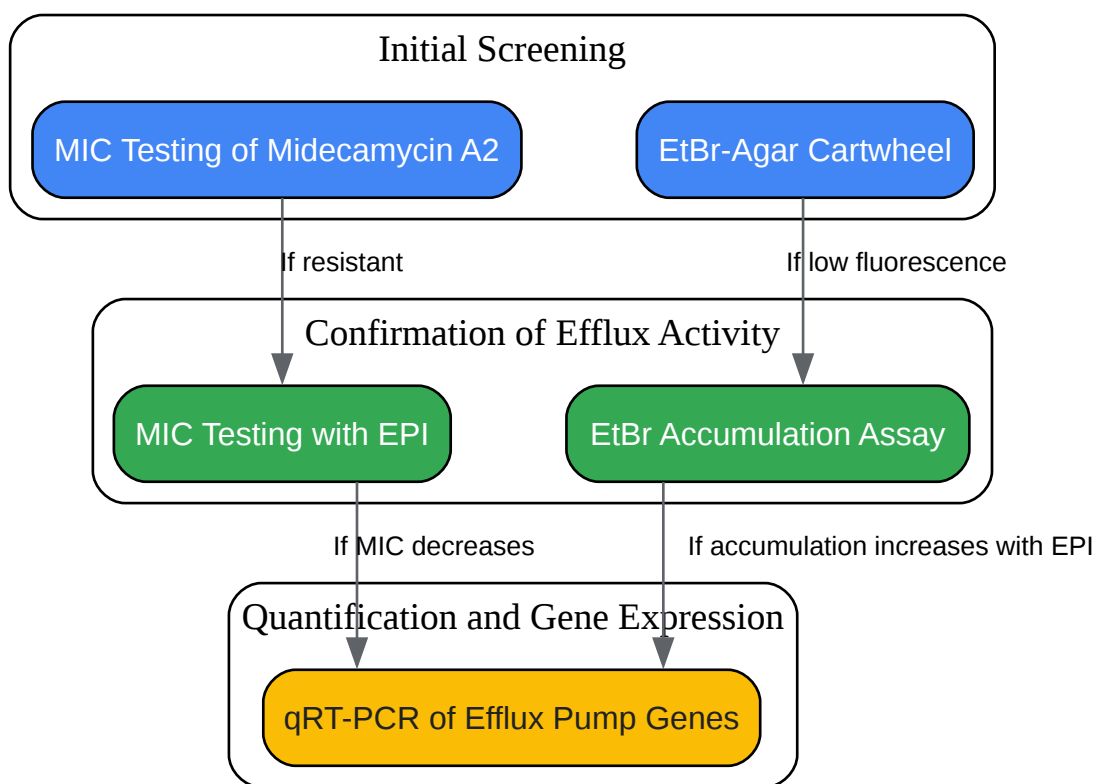 Initial Screening
MIC Testing of Midecamycin A2
EtBr-Agar Cartwheel
If resistant
If low fluorescence
Confirmation of Efflux Activity
MIC Testing with EPI
EtBr Accumulation Assay
If MIC decreases
If accumulation increases with EPI
Quantification and Gene Expression
qRT-PCR of Efflux Pump Genes